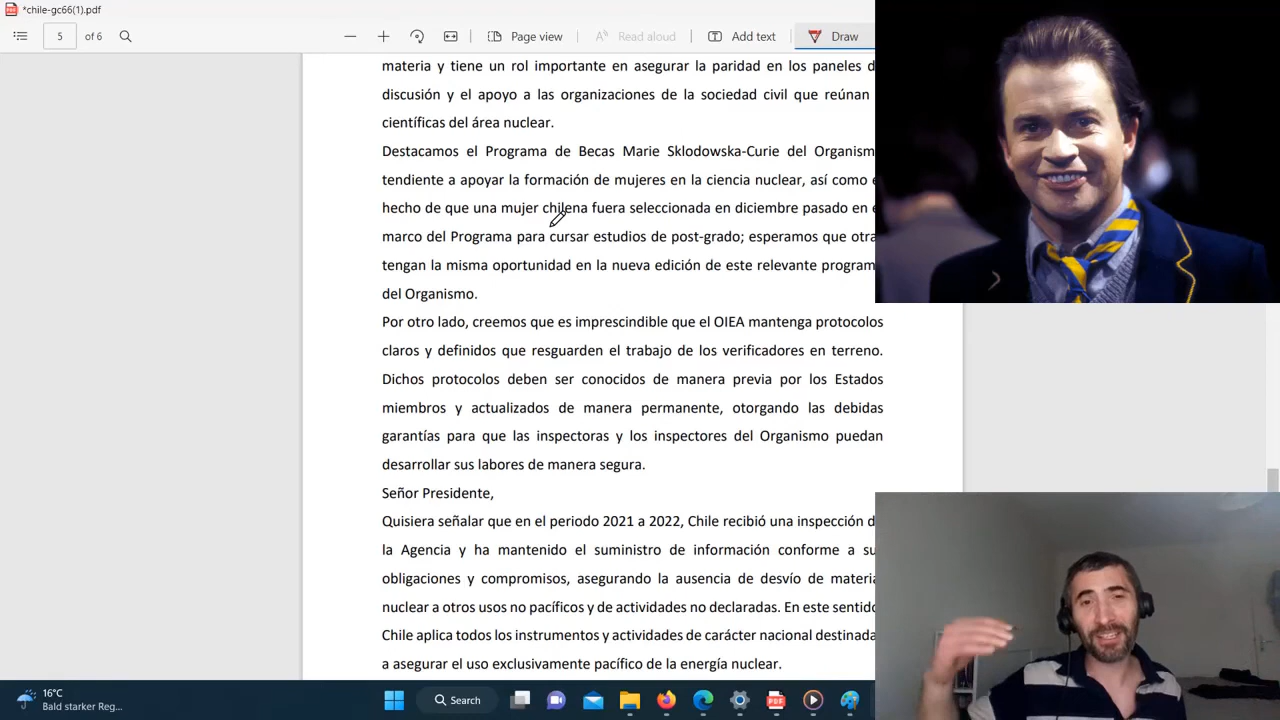 *chile-gc66(1).pdf
5 of 6
Page view
Read aloud
Add text
Draw
materia y tiene un rol importante en asegurar la paridad en los paneles d
discusión y el apoyo a las organizaciones de la sociedad civil que reúnan
científicas del área nuclear.
Destacamos el Programa de Becas Marie Sklodowska-Curie del Organism
tendiente a apoyar la formación de mujeres en la ciencia nuclear, así como e
hecho de que una mujer chilena fuera seleccionada en diciembre pasado en e
marco del Programa para cursar estudios de post-grado; esperamos que otra
tengan la misma oportunidad en la nueva edición de este relevante program
del Organismo.
Por otro lado, creemos que es imprescindible que el OIEA mantenga protocolos
claros y definidos que resguarden el trabajo de los verificadores en terreno.
Dichos protocolos deben ser conocidos de manera previa por los Estados
miembros y actualizados de manera permanente, otorgando las debidas
garantías para que las inspectoras y los inspectores del Organismo puedan
desarrollar sus labores de manera segura.
Señor Presidente,
Quisiera señalar que en el periodo 2021 a 2022, Chile recibió una inspección d
la Agencia y ha mantenido el suministro de información conforme a su
obligaciones y compromisos, asegurando la ausencia de desvío de materia
nuclear a otros usos no pacíficos y de actividades no declaradas. En este sentido
Chile aplica todos los instrumentos y actividades de carácter nacional destinada
a asegurar el uso exclusivamente pacífico de la energía nuclear.
16°C
Bald starker Reg...
Search